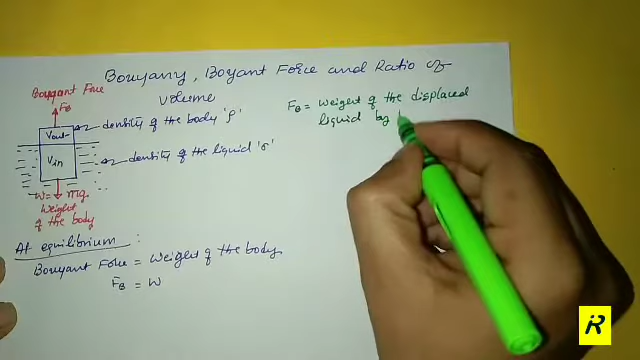 Bouyany, Boyant Force and Ratio of
volume
Bouyant Force
FB
Vout
density of the body 'ρ'
Vin
density of the liquid 'σ'
W = mg
Weight
of the body
At equilibrium :
Bouyant Force = weight of the body
FB = W
FB = weight of the displaced
liquid by
iR